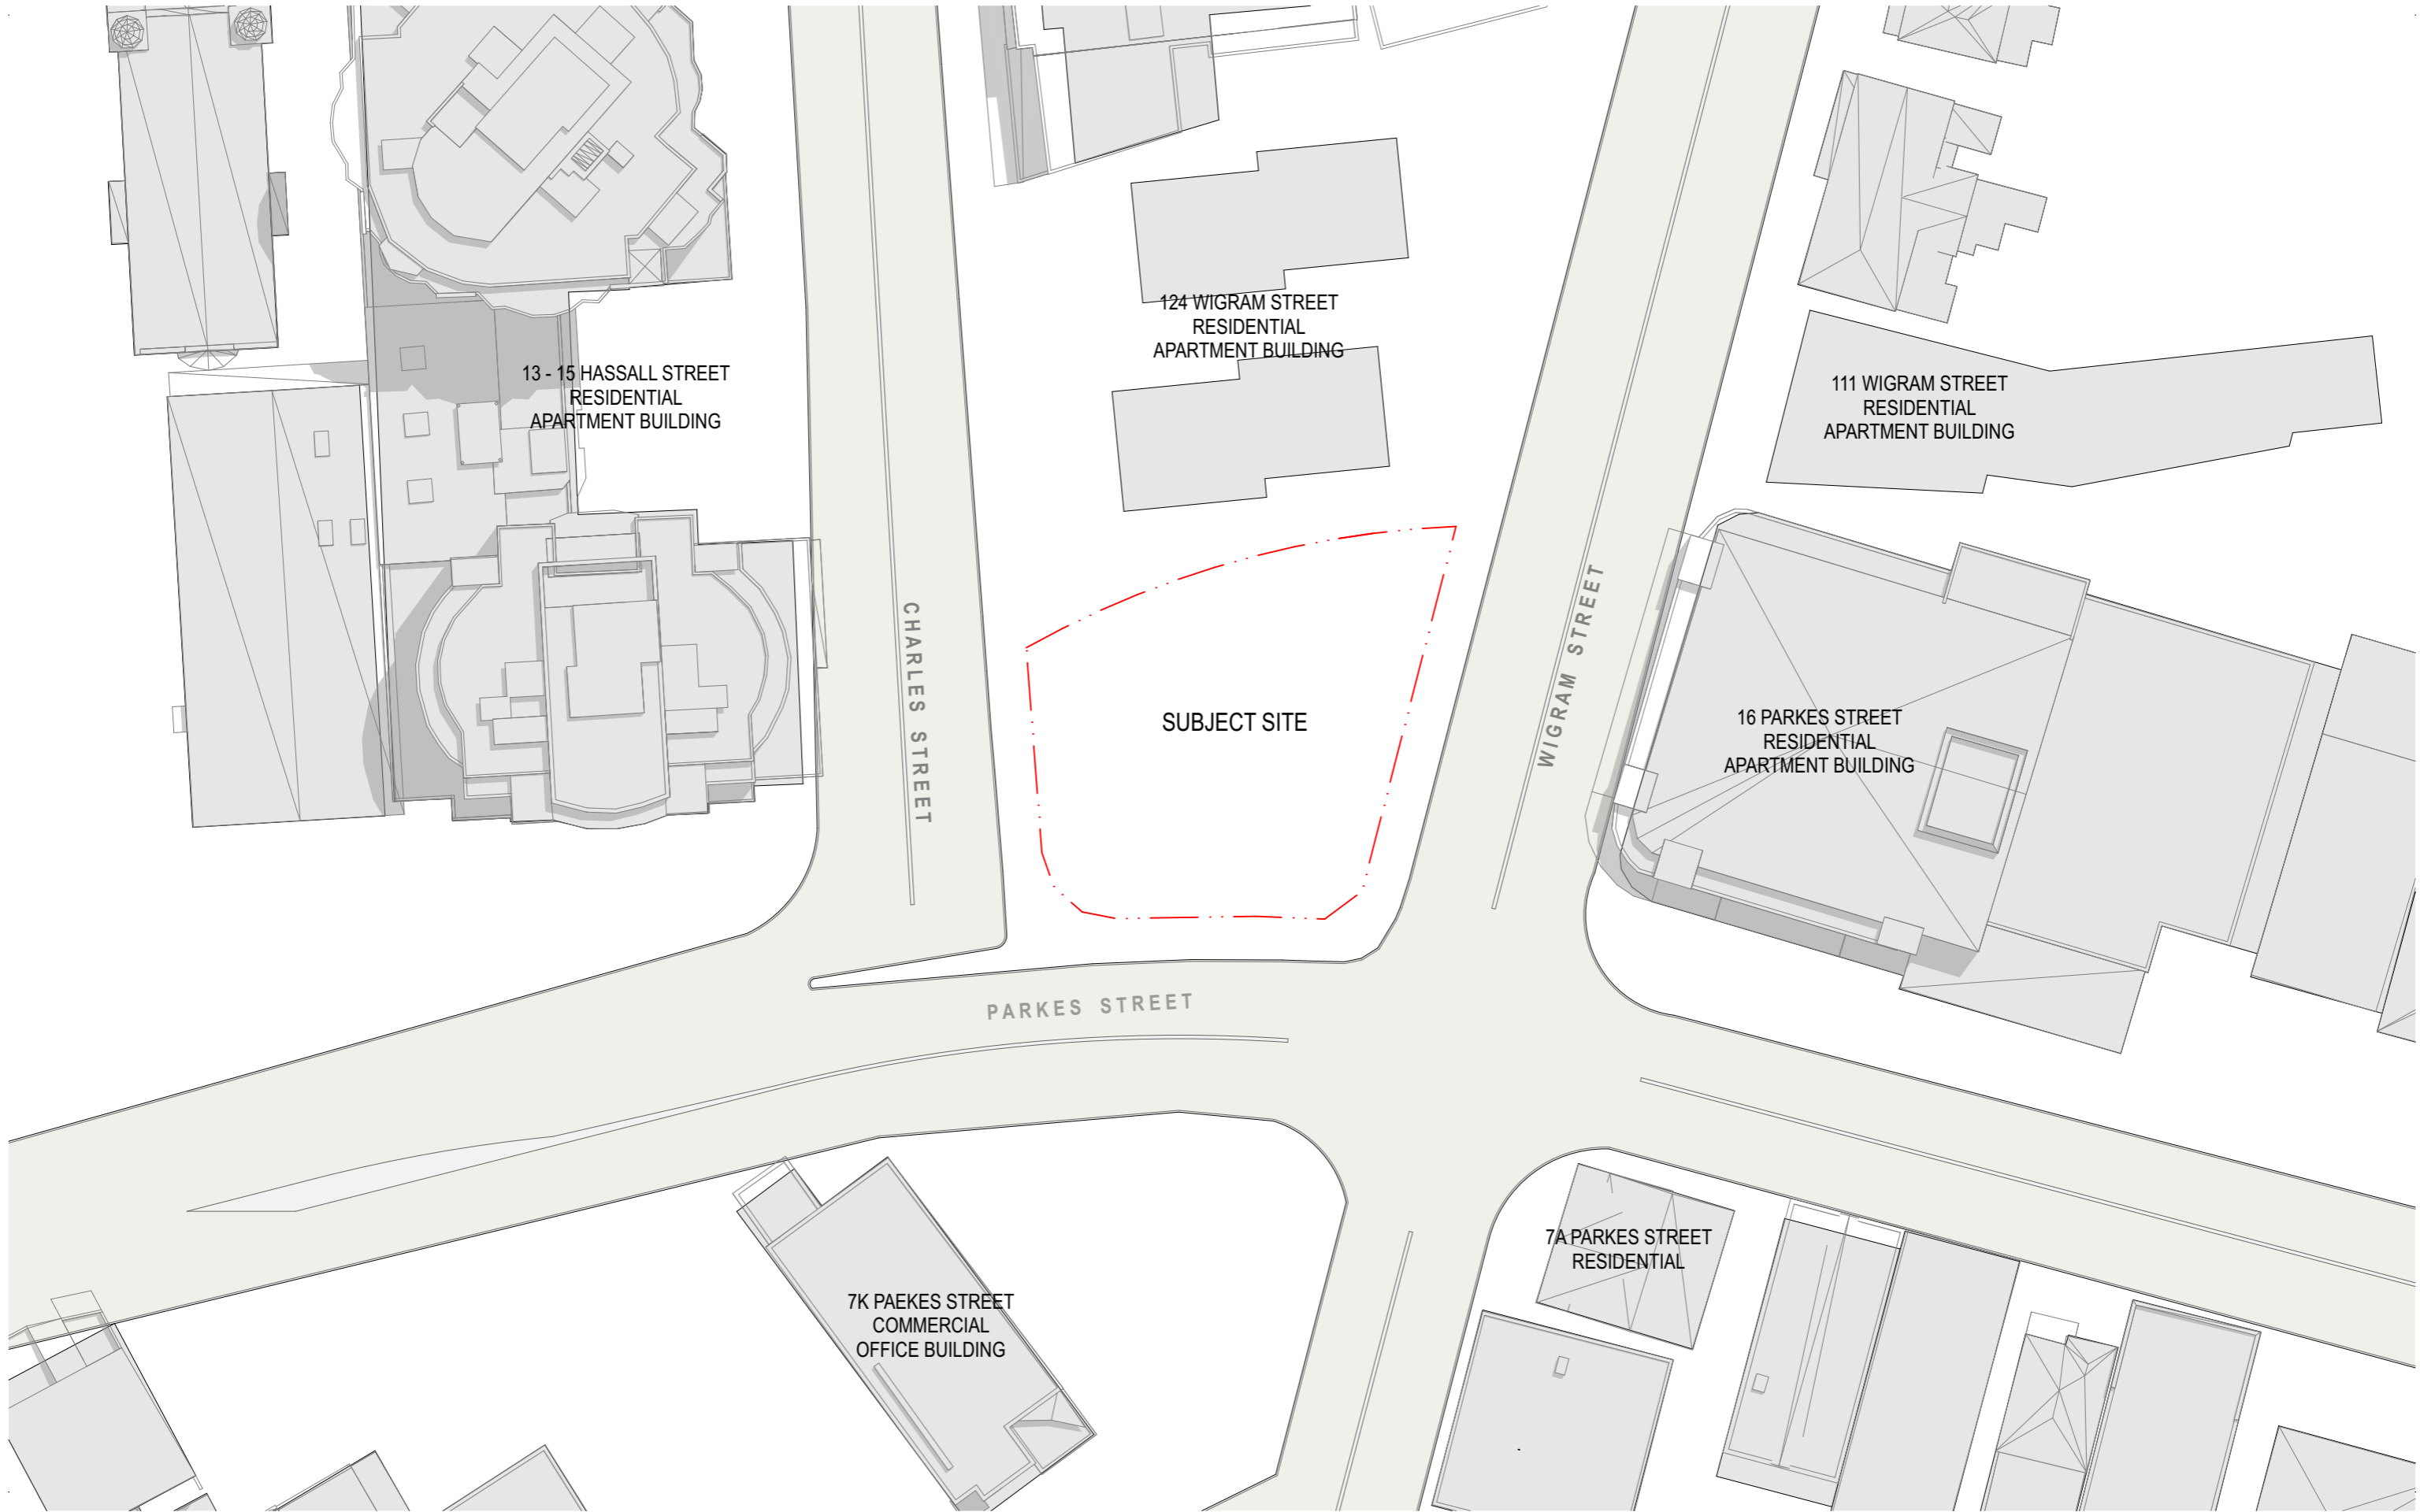 124 WIGRAM STREET
RESIDENTIAL
APARTMENT BUILDING
13 - 15 HASSALL STREET
RESIDENTIAL
APARTMENT BUILDING
111 WIGRAM STREET
RESIDENTIAL
APARTMENT BUILDING
CHARLES STREET
WIGRAM STREET
SUBJECT SITE
16 PARKES STREET
RESIDENTIAL
APARTMENT BUILDING
PARKES STREET
7A PARKES STREET
RESIDENTIAL
7K PAEKES STREET
COMMERCIAL
OFFICE BUILDING